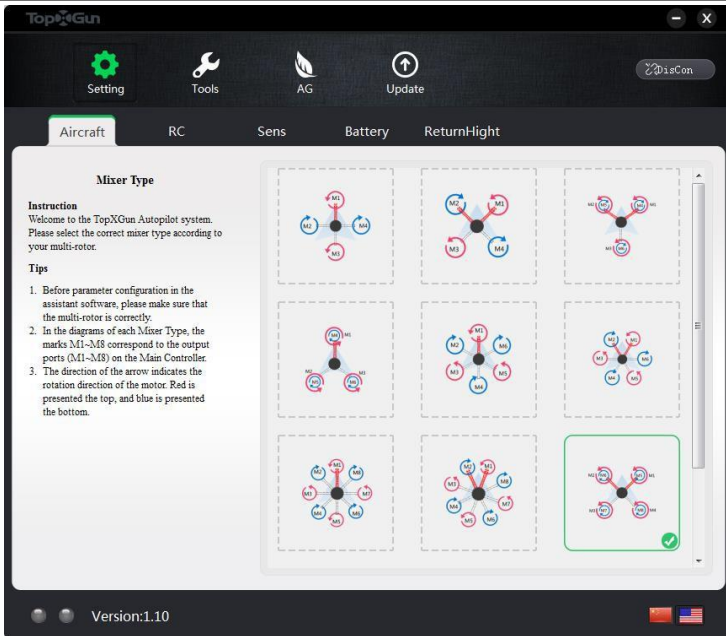 TopXGun
Setting
Tools
AG
Update
DisCon
Aircraft
RC
Sens
Battery
ReturnHight
Mixer Type
Instruction
Welcome to the TopXGun Autopilot system.
Please select the correct mixer type according to
your multi-rotor.
Tips
1. Before parameter configuration in the
assistant software, please make sure that
the multi-rotor is correctly.
2. In the diagrams of each Mixer Type, the
marks M1~M8 correspond to the output
ports (M1~M8) on the Main Controller.
3. The direction of the arrow indicates the
rotation direction of the motor. Red is
presented the top, and blue is presented
the bottom.
M1
M2
M4
M3
M2
M1
M3
M4
M1
M2
M6
M3
M5
M4
M2
M1
M3
M6
M4
M5
M1
M2
M8
M3
M7
M4
M6
M5
M2
M1
M3
M8
M4
M7
M5
M6
Version:1.10